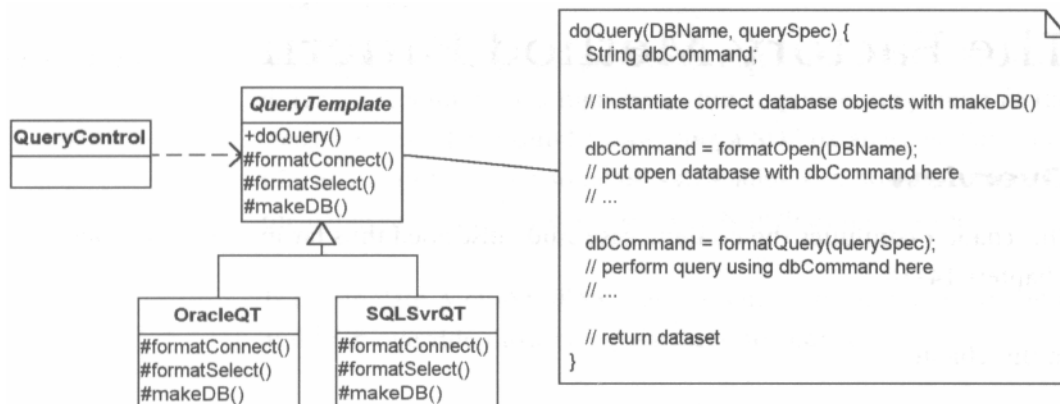 QueryControl
QueryTemplate
+doQuery()
#formatConnect()
#formatSelect()
#makeDB()
OracleQT
#formatConnect()
#formatSelect()
#makeDB()
SQLSvrQT
#formatConnect()
#formatSelect()
#makeDB()
doQuery(DBName, querySpec) {
String dbCommand;
// instantiate correct database objects with makeDB()
dbCommand = formatOpen(DBName);
// put open database with dbCommand here
// ...
dbCommand = formatQuery(querySpec);
// perform query using dbCommand here
// ...
// return dataset
}